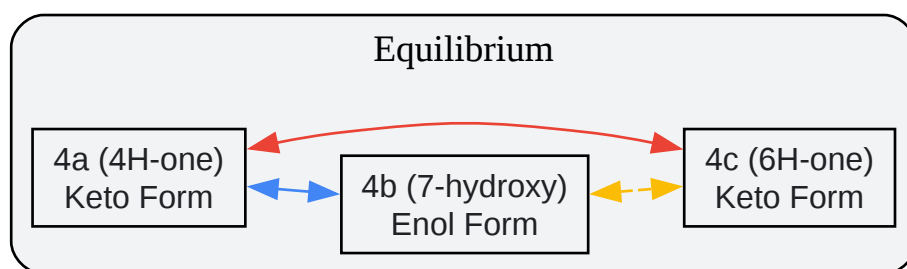 Equilibrium
4a (4H-one)
Keto Form
4b (7-hydroxy)
Enol Form
4c (6H-one)
Keto Form